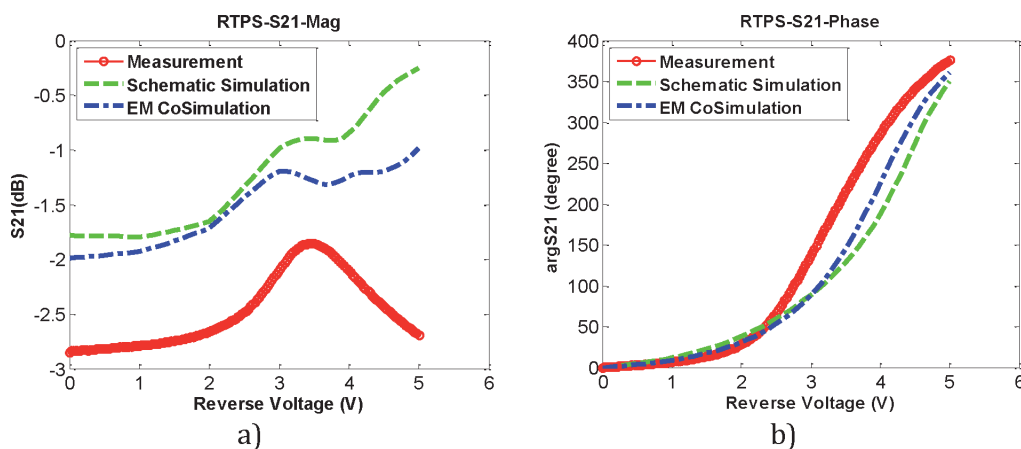 RTPS-S21-Mag
S21(dB)
0
-0.5
-1
-1.5
-2
-2.5
-3
Measurement
Schematic Simulation
EM CoSimulation
0 1 2 3 4 5 6
Reverse Voltage (V)
a)
RTPS-S21-Phase
argS21 (degree)
400
350
300
250
200
150
100
50
0
Measurement
Schematic Simulation
EM CoSimulation
0 1 2 3 4 5 6
Reverse Voltage (V)
b)